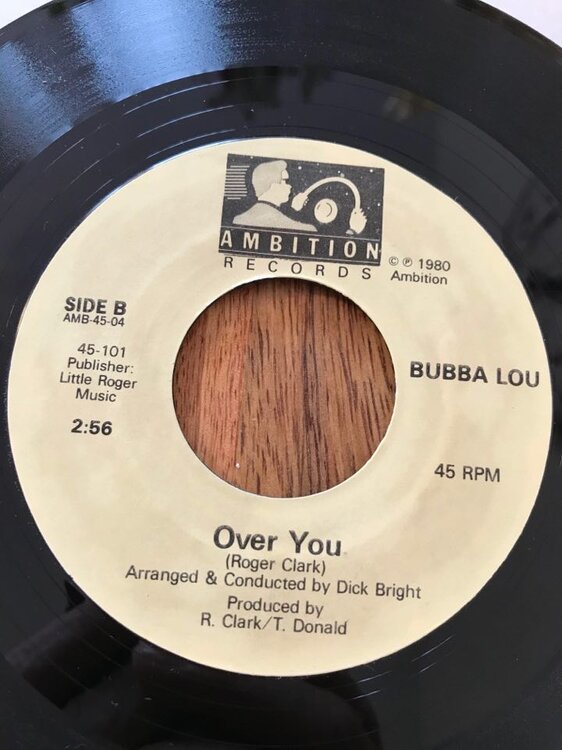 AMBITION
RECORDS
© ℗ 1980
Ambition
SIDE B
AMB-45-04
45-101
Publisher:
Little Roger
Music
2:56
BUBBA LOU
45 RPM
Over You
(Roger Clark)
Arranged & Conducted by Dick Bright
Produced by
R. Clark/T. Donald